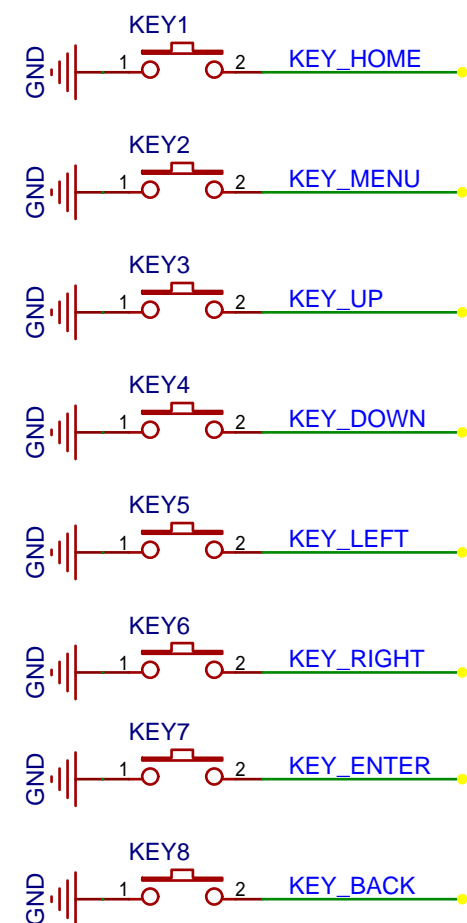 KEY1
GND 1 2 KEY_HOME
KEY2
GND 1 2 KEY_MENU
KEY3
GND 1 2 KEY_UP
KEY4
GND 1 2 KEY_DOWN
KEY5
GND 1 2 KEY_LEFT
KEY6
GND 1 2 KEY_RIGHT
KEY7
GND 1 2 KEY_ENTER
KEY8
GND 1 2 KEY_BACK